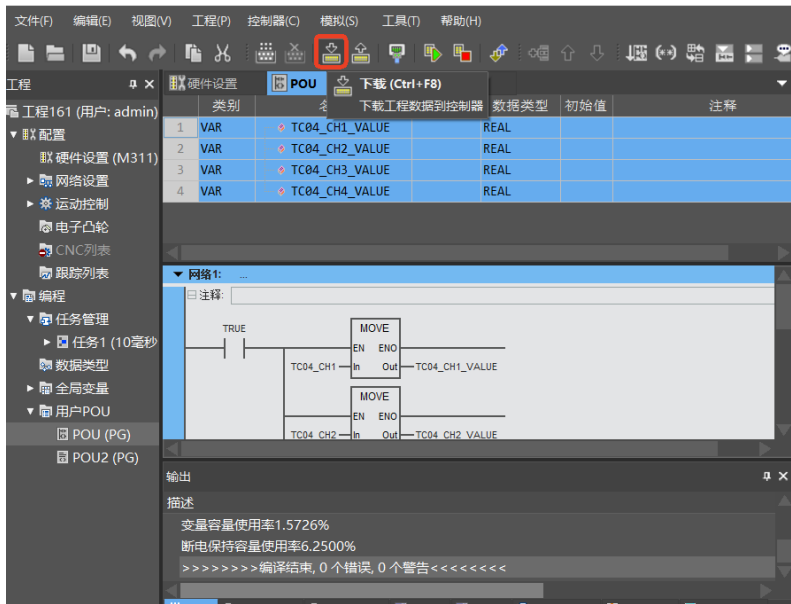 文件(F) 编辑(E) 视图(V) 工程(P) 控制器(C) 模拟(S) 工具(T) 帮助(H)
工程
硬件设置 POU
下载 (Ctrl+F8)
下载工程数据到控制器
类别 数据类型 初始值 注释
1 VAR TC04_CH1_VALUE REAL
2 VAR TC04_CH2_VALUE REAL
3 VAR TC04_CH3_VALUE REAL
4 VAR TC04_CH4_VALUE REAL
工程161 (用户: admin)
配置
硬件设置 (M311)
网络设置
运动控制
电子凸轮
CNC列表
跟踪列表
编程
任务管理
任务1 (10毫秒
数据类型
全局变量
用户POU
POU (PG)
POU2 (PG)
网络1: ...
注释:
TRUE
MOVE
EN ENO
TC04_CH1 In Out TC04_CH1_VALUE
MOVE
EN ENO
TC04_CH2 In Out TC04_CH2_VALUE
输出
描述
变量容量使用率1.5726%
断电保持容量使用率6.2500%
>>>>>>>>编译结束, 0 个错误, 0 个警告<<<<<<<<